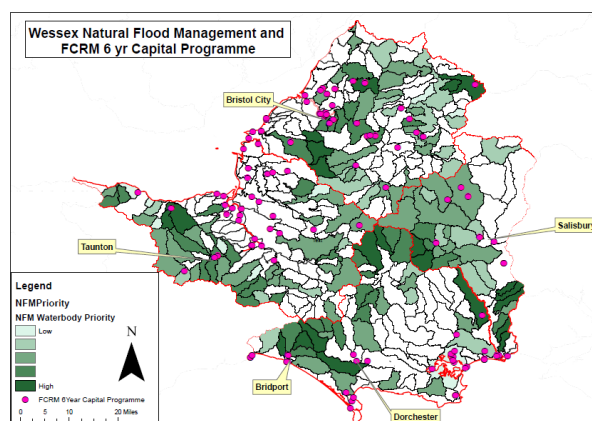 Wessex Natural Flood Management and
FCRM 6 yr Capital Programme
Bristol City
Salisbury
Taunton
Bridport
Dorchester
Legend
NFMPriority
NFM Waterbody Priority
Low
High
FCRM 6Year Capital Programme
N
0 5 10 20 Miles